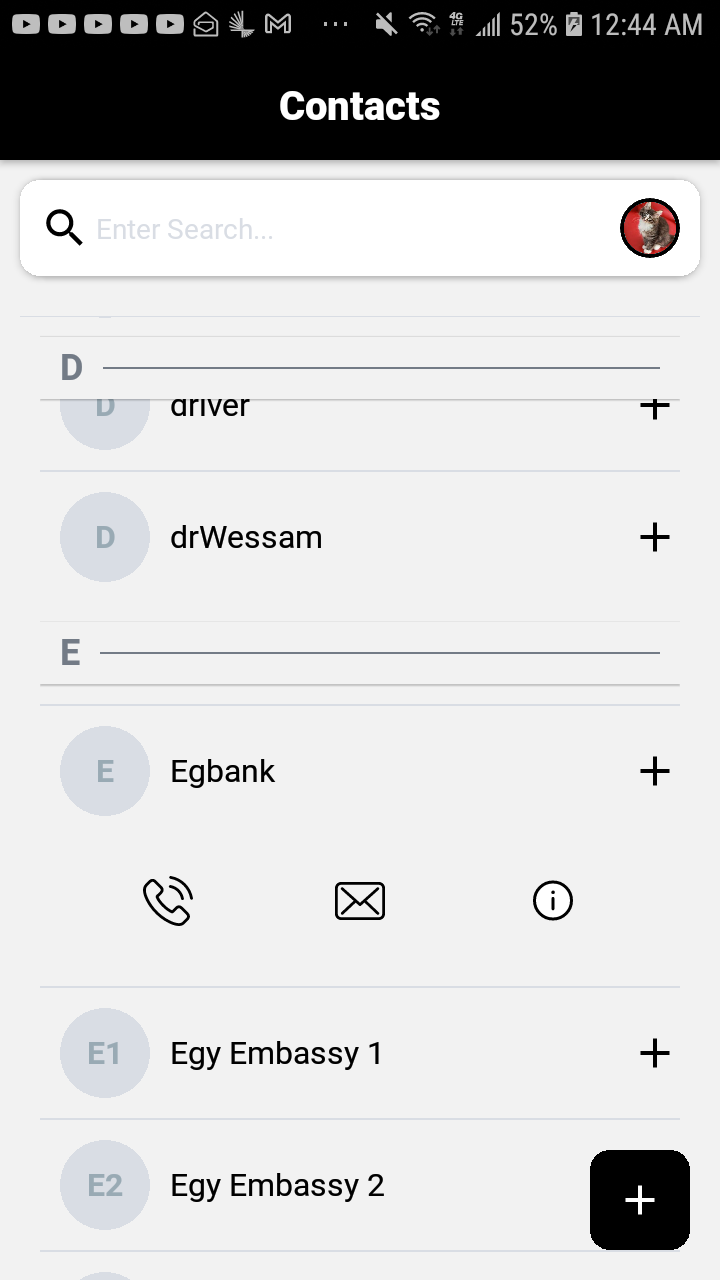 52% 12:44 AM
Contacts
Enter Search...
D
D driver
D drWessam
E
E Egbank
E1 Egy Embassy 1
E2 Egy Embassy 2